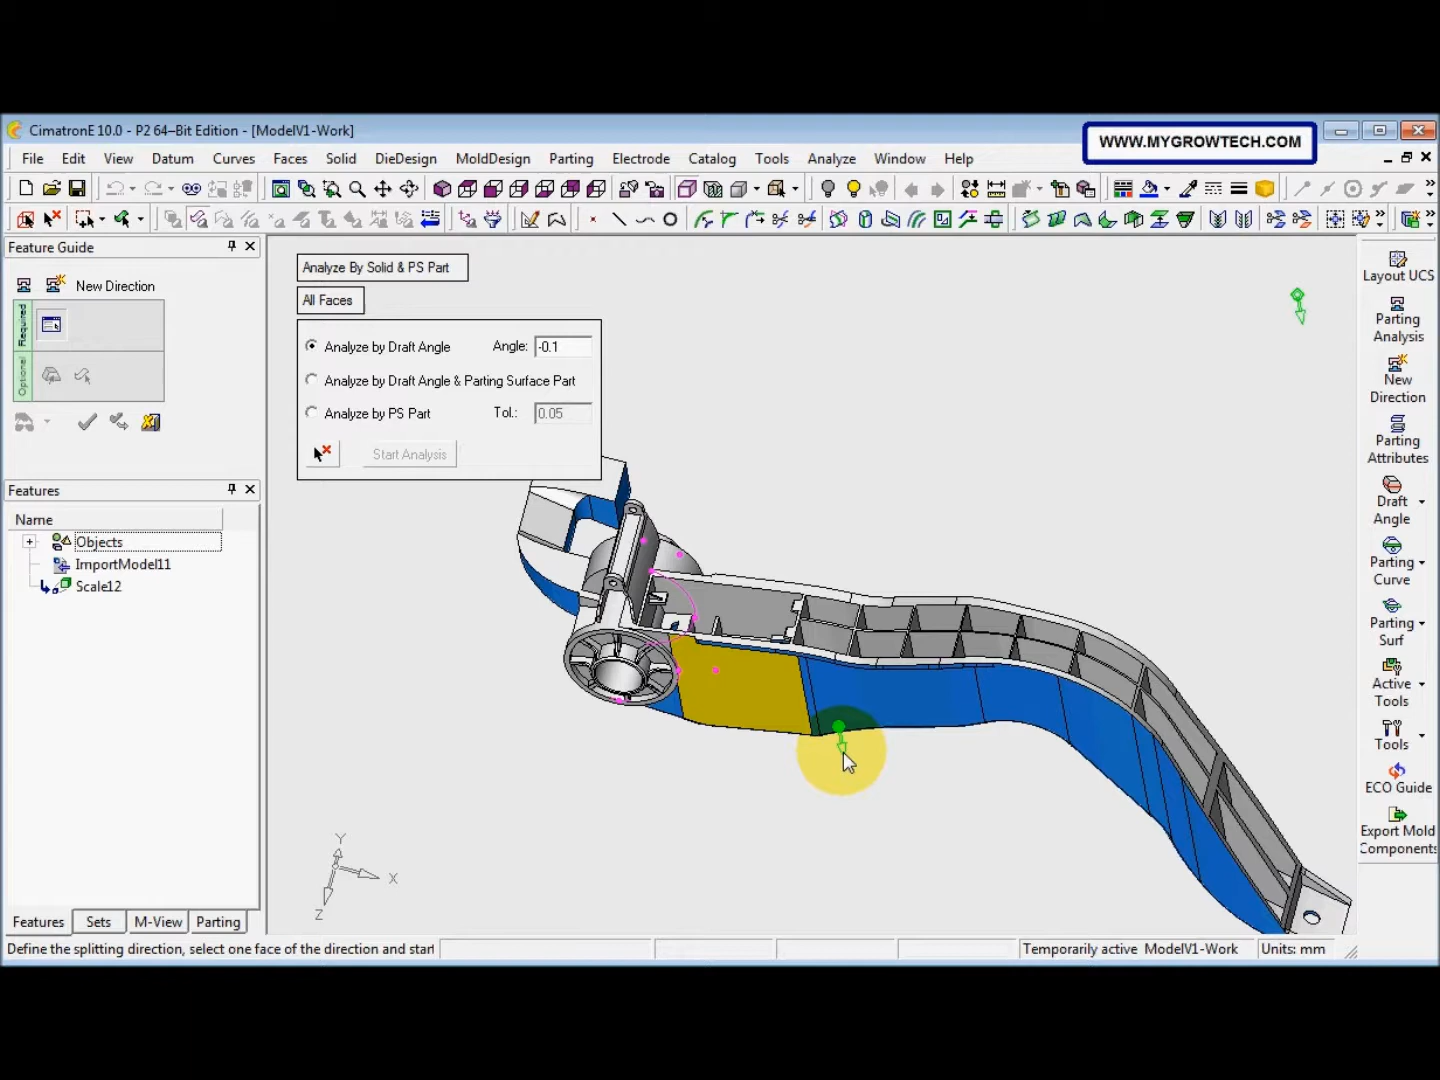 CimatronE 10.0 - P2 64–Bit Edition - [ModelV1-Work]
WWW.MYGROWTECH.COM
File Edit View Datum Curves Faces Solid DieDesign MoldDesign Parting Electrode Catalog Tools Analyze Window Help
Feature Guide
New Direction
Required
Optional
Features
Name
Objects
ImportModel11
Scale12
Analyze By Solid & PS Part
All Faces
Analyze by Draft Angle Angle: -0.1
Analyze by Draft Angle & Parting Surface Part
Analyze by PS Part Tol.: 0.05
Start Analysis
Y
X
Z
Layout UCS
Parting
Analysis
New
Direction
Parting
Attributes
Draft
Angle
Parting
Curve
Parting
Surf
Active
Tools
Tools
ECO Guide
Export Mold
Components
Features Sets M-View Parting
Define the splitting direction, select one face of the direction and start
Temporarily active ModelV1-Work Units: mm